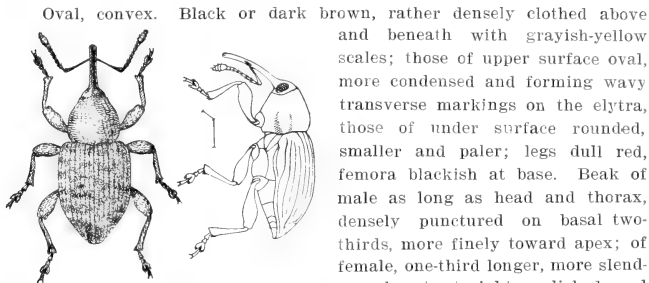 Oval, convex. Black or dark brown, rather densely clothed above
and beneath with grayish-yellow
scales; those of upper surface oval,
more condensed and forming wavy
transverse markings on the elytra,
those of under surface rounded,
smaller and paler; legs dull red,
femora blackish at base. Beak of
male as long as head and thorax,
densely punctured on basal two-
thirds, more finely toward apex; of
female, one-third longer, more slend-